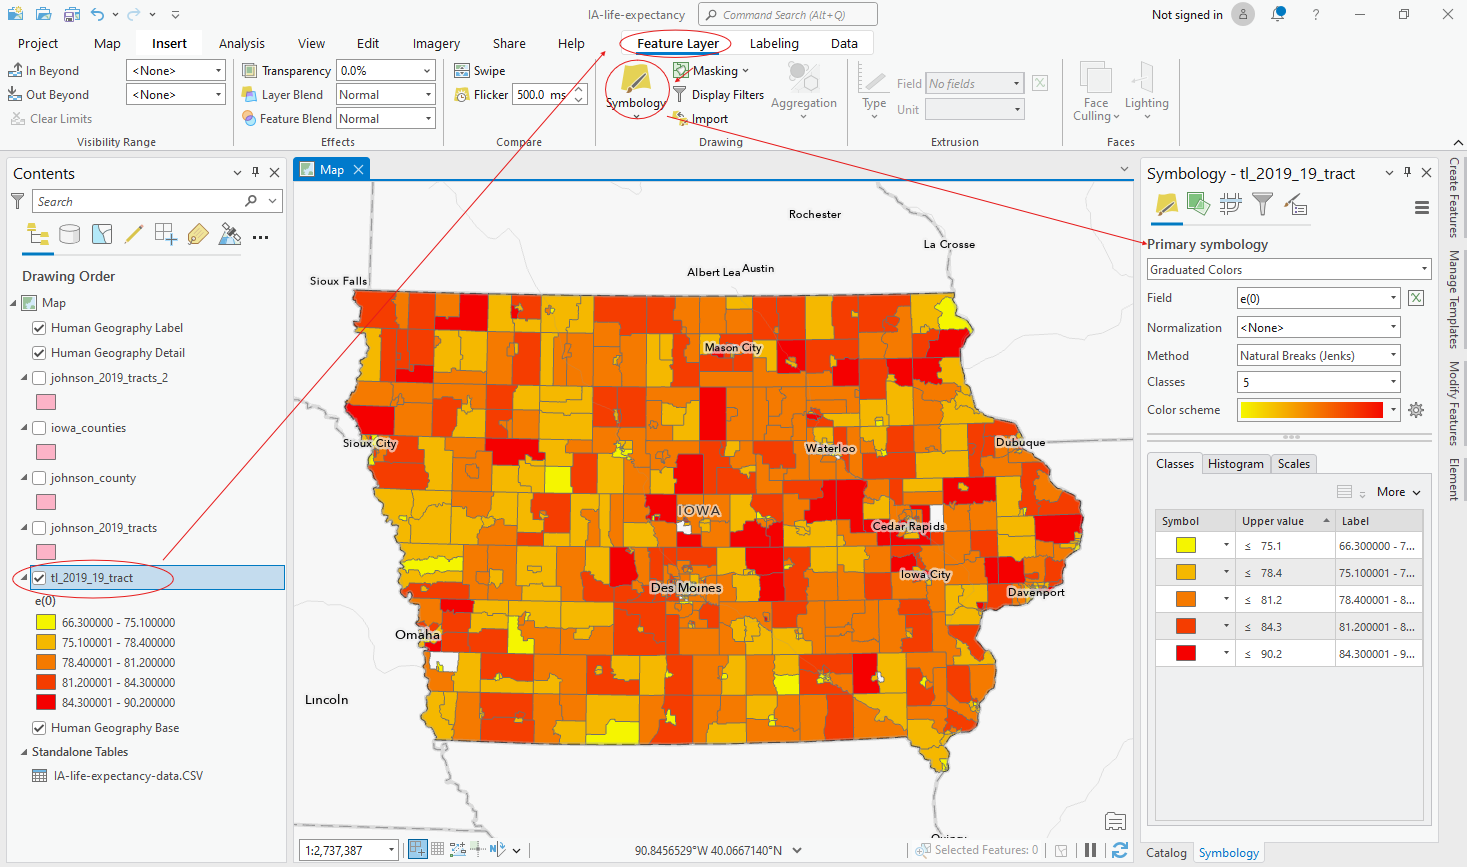 IA-life-expectancy
Command Search (Alt+Q)
Not signed in
?
Project
Map
Insert
Analysis
View
Edit
Imagery
Share
Help
Feature Layer
Labeling
Data
In Beyond
<None>
Out Beyond
<None>
Clear Limits
Visibility Range
Transparency
0.0%
Layer Blend
Normal
Feature Blend
Normal
Effects
Swipe
Flicker
500.0 ms
Compare
Symbology
Masking
Display Filters
Import
Aggregation
Drawing
Type
Field
No fields
Unit
Extrusion
Face
Culling
Lighting
Faces
Contents
Search
Drawing Order
Map
Human Geography Label
Human Geography Detail
johnson_2019_tracts_2
iowa_counties
johnson_county
johnson_2019_tracts
tl_2019_19_tract
e(0)
66.300000 - 75.100000
75.100001 - 78.400000
78.400001 - 81.200000
81.200001 - 84.300000
84.300001 - 90.200000
Human Geography Base
Standalone Tables
IA-life-expectancy-data.CSV
Map
Rochester
La Crosse
Albert Lea
Austin
Sioux Falls
Mason City
Sioux City
Dubuque
Waterloo
IOWA
Cedar Rapids
Iowa City
Des Moines
Davenport
Omaha
Lincoln
Quincy
1:2,737,387
90.8456529°W 40.0667140°N
Selected Features: 0
Symbology - tl_2019_19_tract
Primary symbology
Graduated Colors
Field
e(0)
Normalization
<None>
Method
Natural Breaks (Jenks)
Classes
5
Color scheme
Classes
Histogram
Scales
More
Symbol
Upper value
Label
≤ 75.1
66.300000 - 7...
≤ 78.4
75.100001 - 7...
≤ 81.2
78.400001 - 8...
≤ 84.3
81.200001 - 8...
≤ 90.2
84.300001 - 9...
Catalog
Symbology
Create Features
Manage Templates
Modify Features
Element